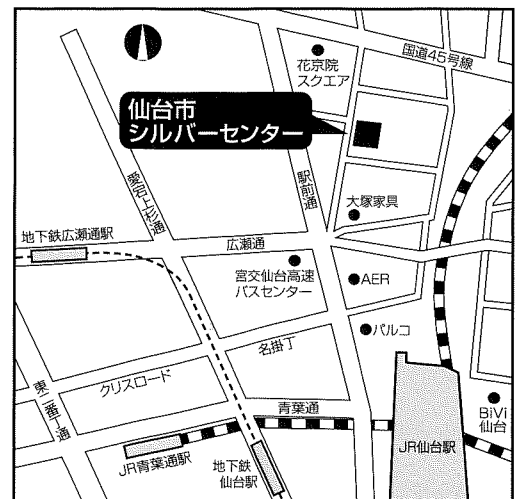 国道45号線
花京院
スクエア
仙台市
シルバーセンター
愛宕上杉通
駅前通
大塚家具
地下鉄広瀬通駅
広瀬通
宮交仙台高速
バスセンター
AER
パルコ
名掛丁
クリスロード
東二番丁通
青葉通
BiVi
仙台
JR仙台駅
JR青葉通駅
地下鉄
仙台駅